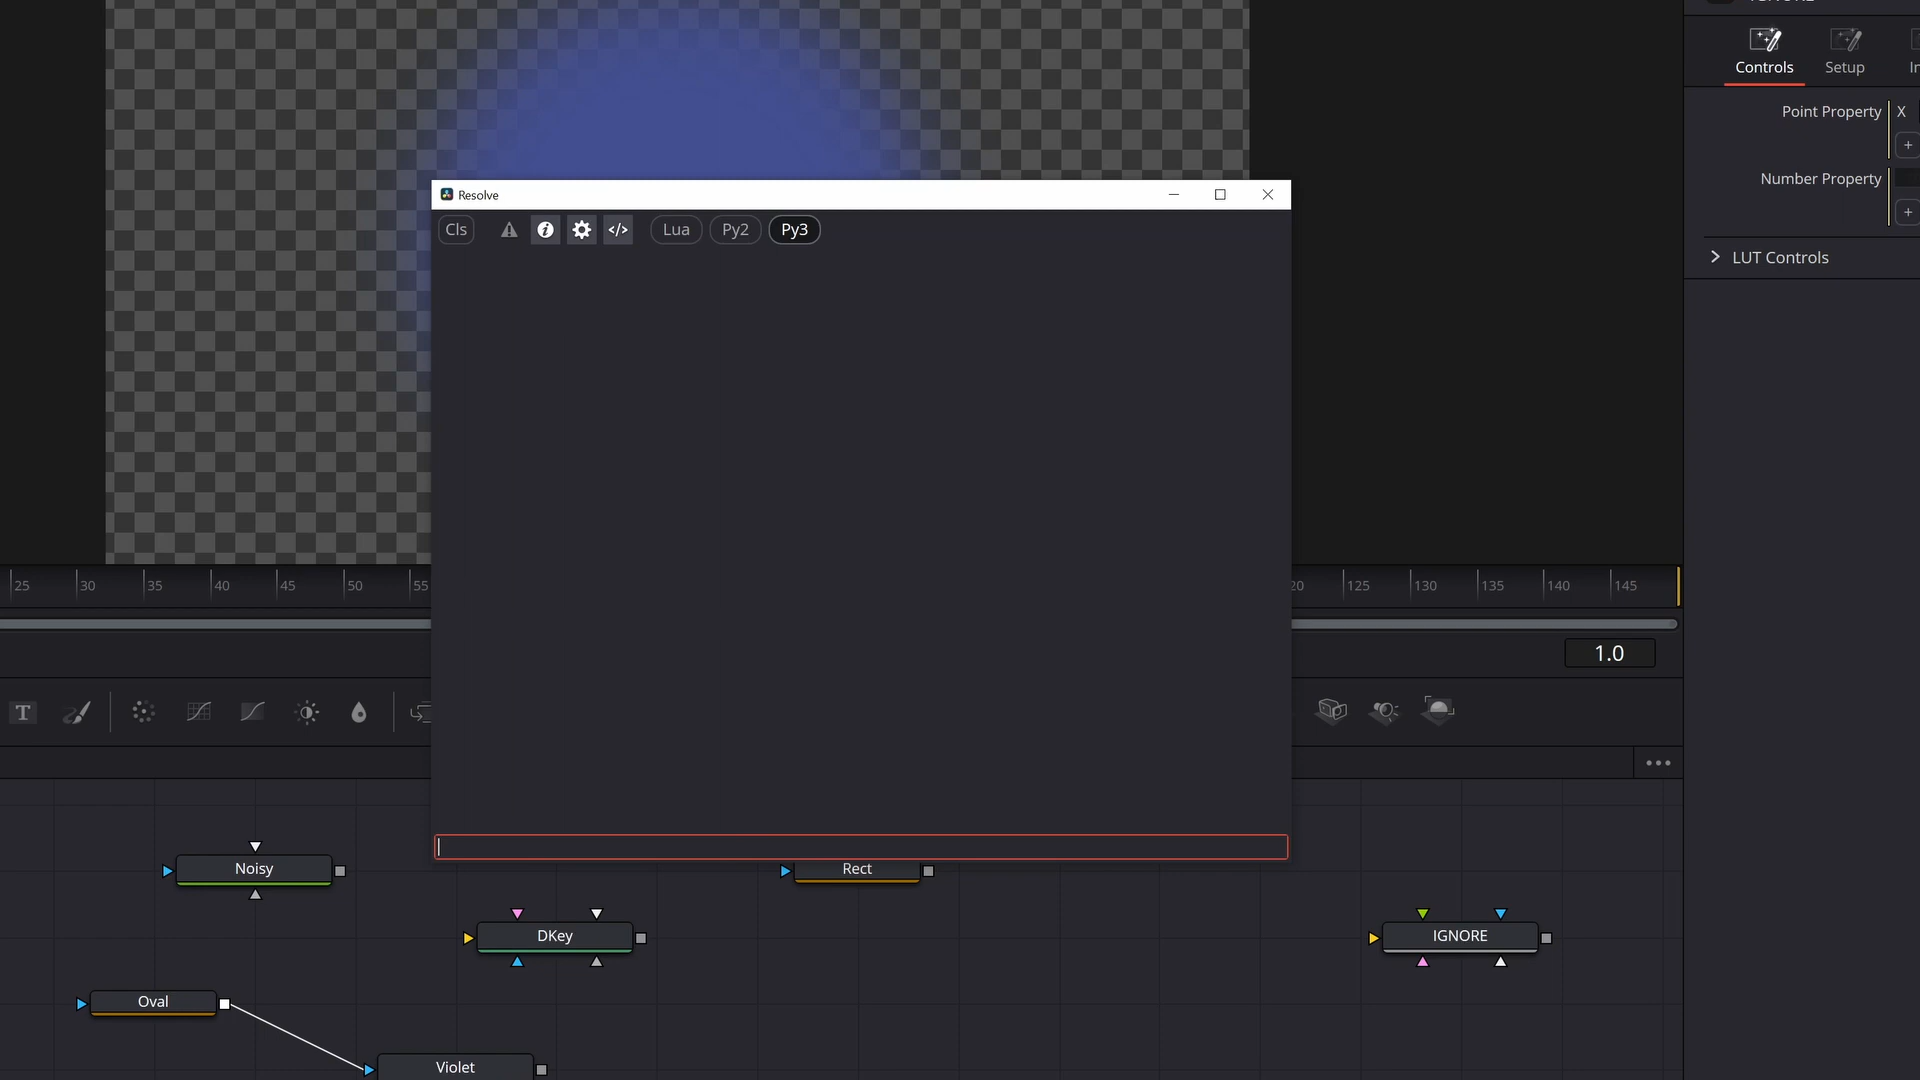 Controls
Setup
Point Property X
+
Number Property
+
LUT Controls
Resolve
Cls
Lua
Py2
Py3
25 30 35 40 45 50 55
125 130 135 140 145
1.0
T
Noisy
Rect
DKey
IGNORE
Oval
Violet